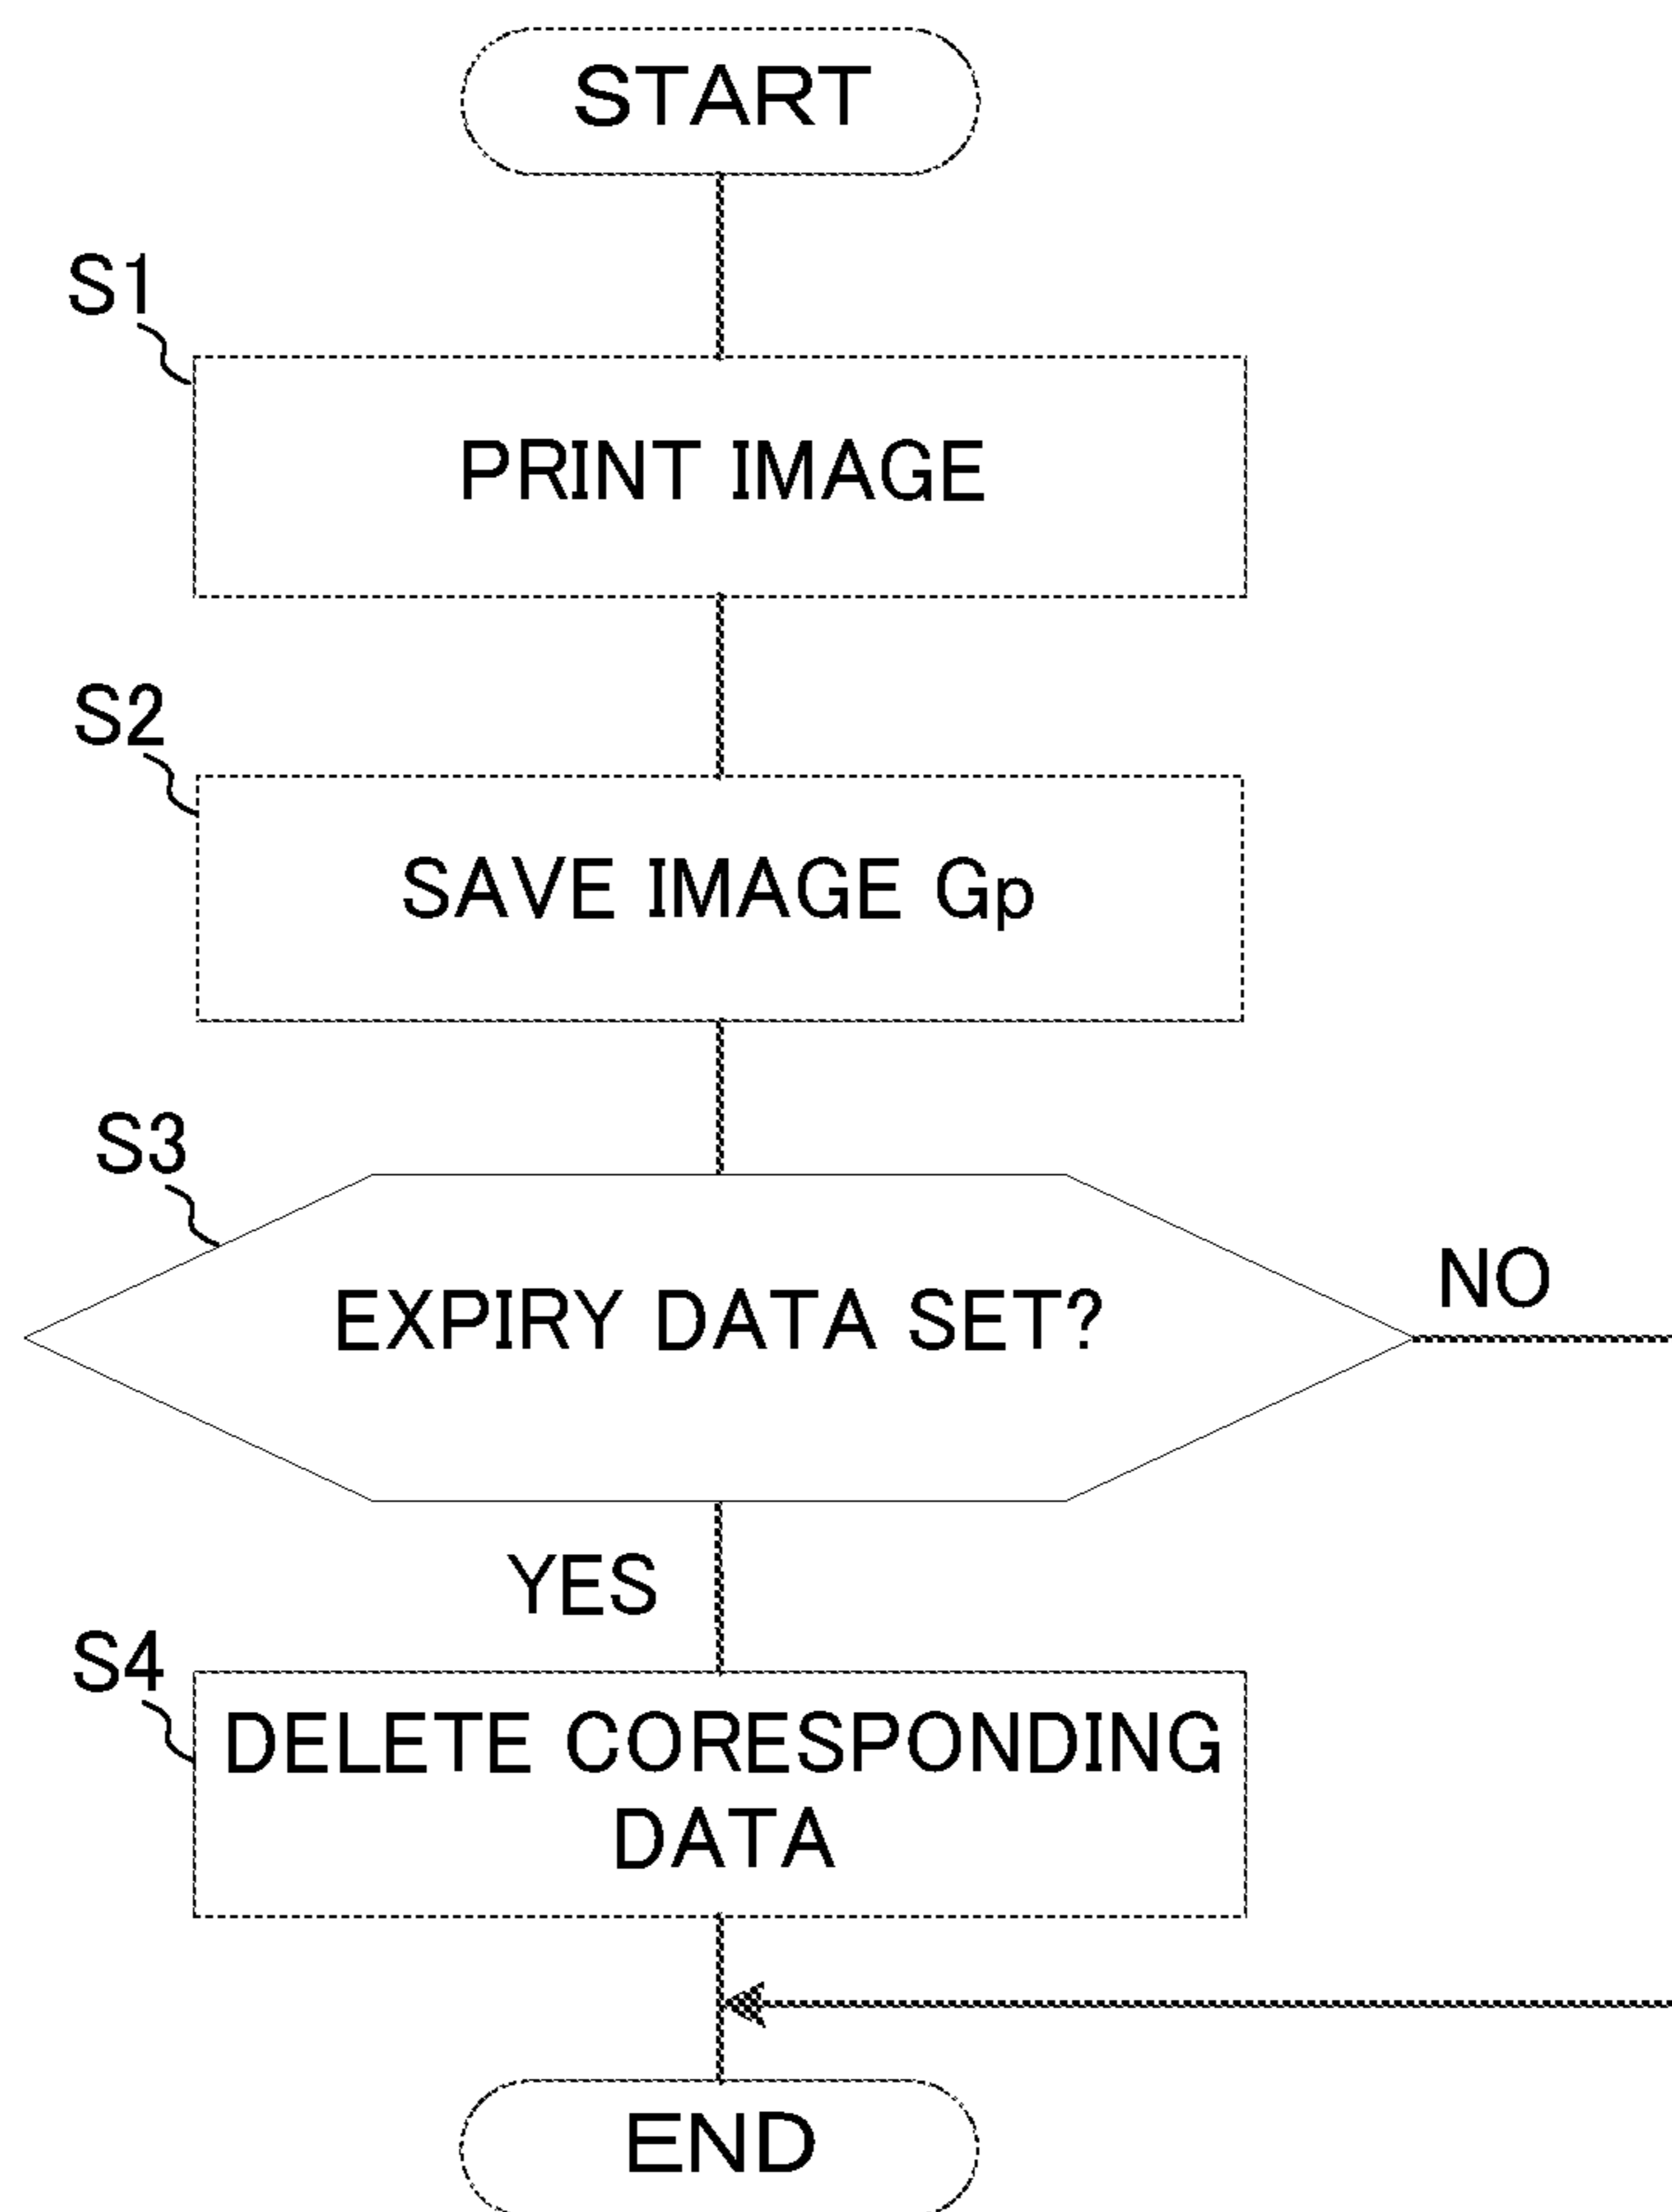 START
S1
PRINT IMAGE
S2
SAVE IMAGE Gp
S3
EXPIRY DATA SET?
NO
YES
S4
DELETE CORESPONDING
DATA
END